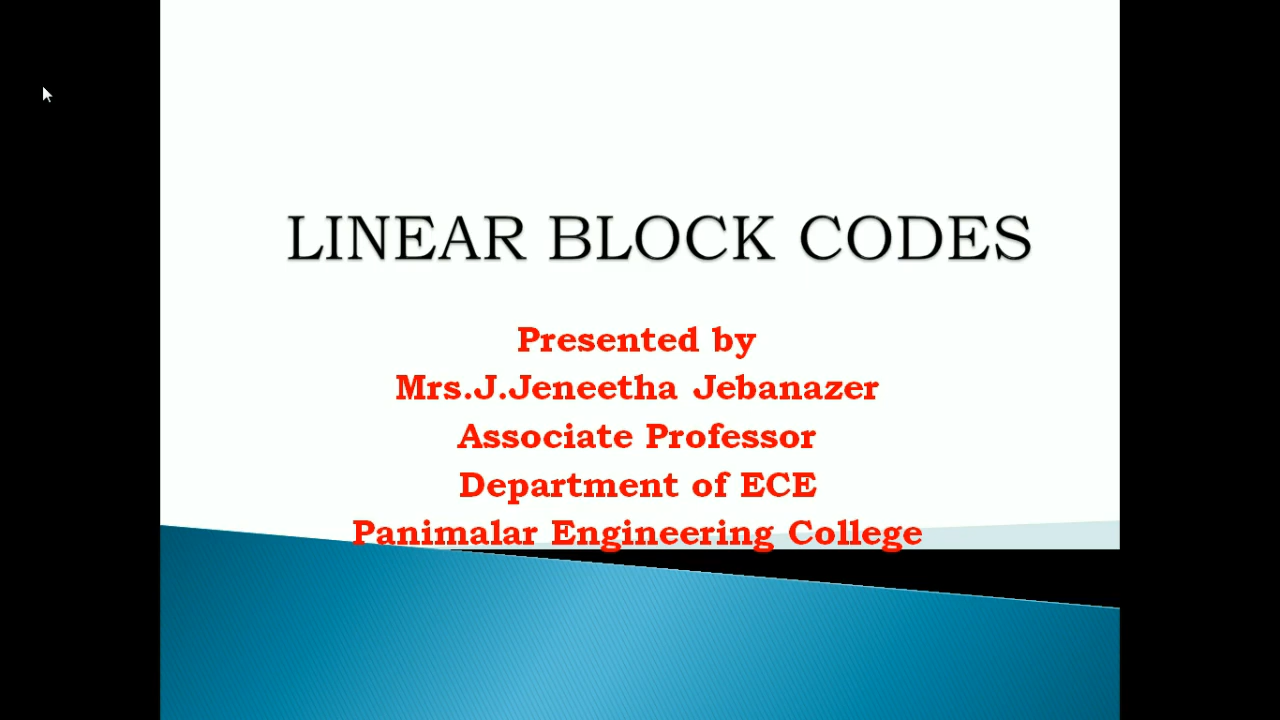 LINEAR BLOCK CODES
Presented by
Mrs.J.Jeneetha Jebanazer
Associate Professor
Department of ECE
Panimalar Engineering College